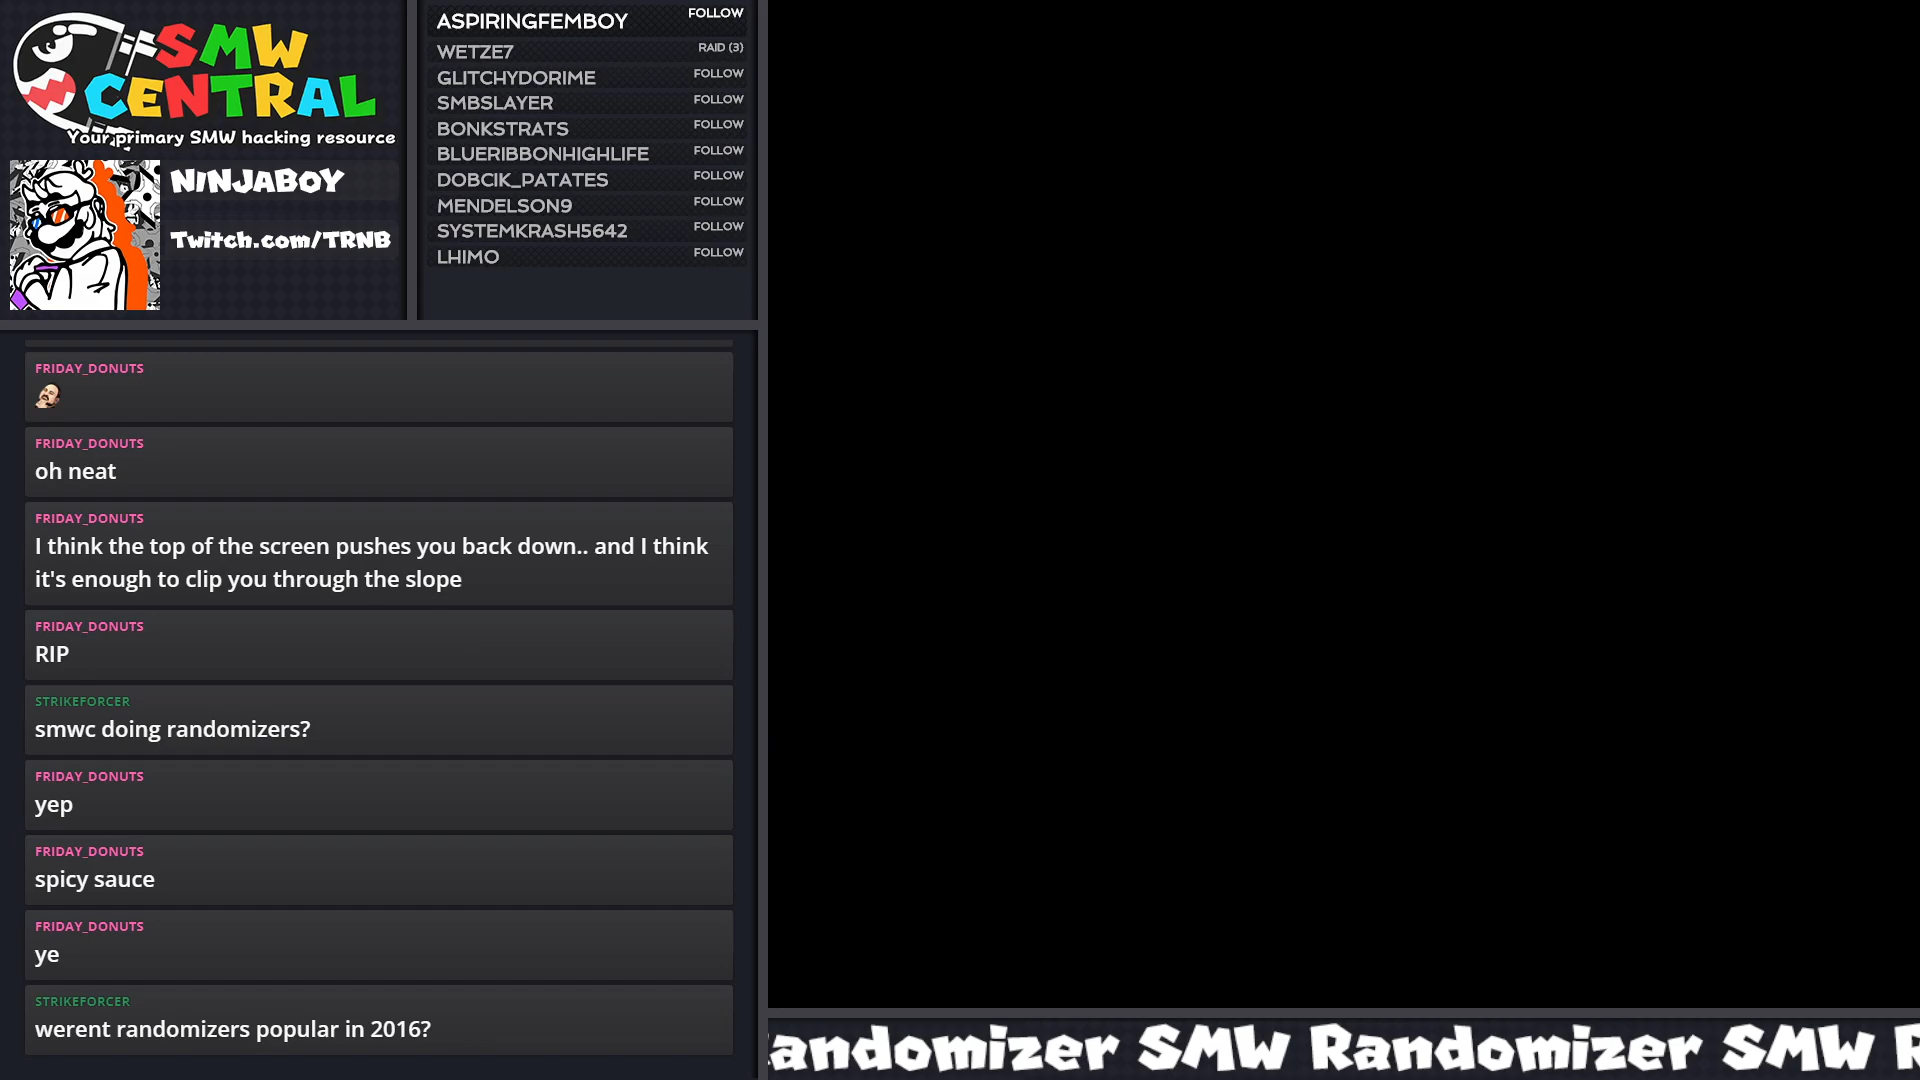 SMW
CENTRAL
Your primary SMW hacking resource
NINJABOY
Twitch.com/TRNB
ASPIRINGFEMBOY FOLLOW
WETZE7 RAID (3)
GLITCHYDORIME FOLLOW
SMBSLAYER FOLLOW
BONKSTRATS FOLLOW
BLUERIBBONHIGHLIFE FOLLOW
DOBCIK_PATATES FOLLOW
MENDELSON9 FOLLOW
SYSTEMKRASH5642 FOLLOW
LHIMO FOLLOW
FRIDAY_DONUTS
FRIDAY_DONUTS
oh neat
FRIDAY_DONUTS
I think the top of the screen pushes you back down.. and I think
it's enough to clip you through the slope
FRIDAY_DONUTS
RIP
STRIKEFORCER
smwc doing randomizers?
FRIDAY_DONUTS
yep
FRIDAY_DONUTS
spicy sauce
FRIDAY_DONUTS
ye
STRIKEFORCER
werent randomizers popular in 2016?
andomizer SMW Randomizer SMW R